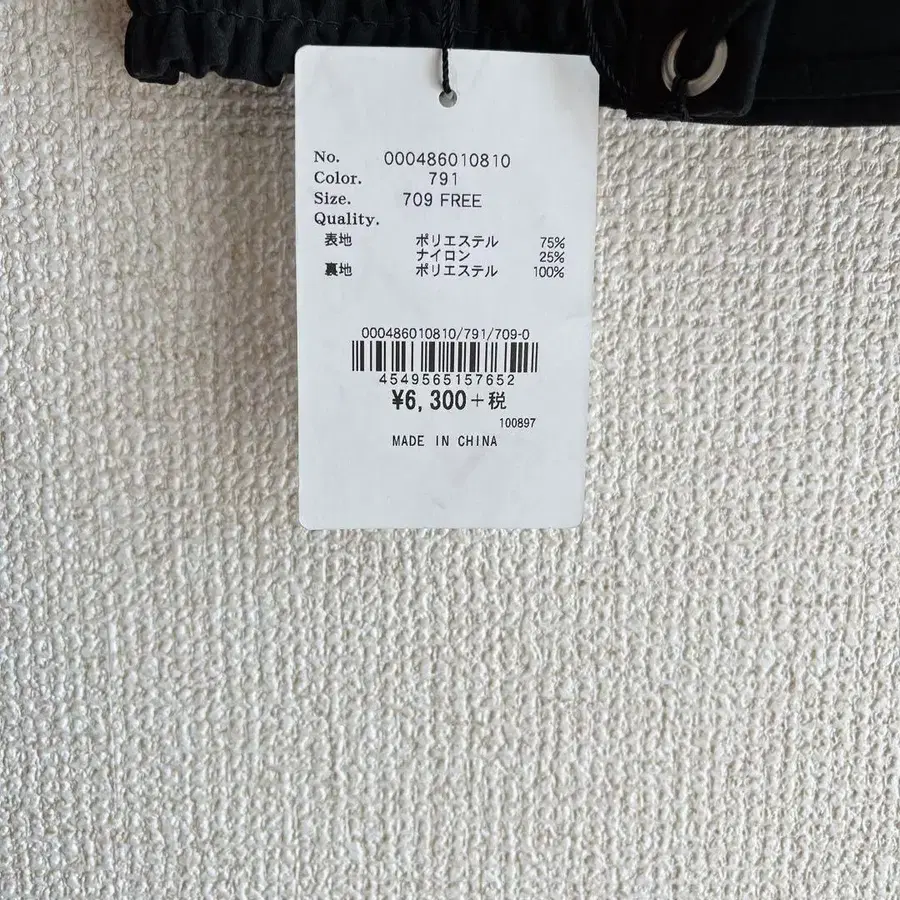 No. 000486010810
Color. 791
Size. 709 FREE
Quality.
表地 ポリエステル 75%
ナイロン 25%
裏地 ポリエステル 100%
000486010810/791/709-0
4549565157652
¥6,300+税
100897
MADE IN CHINA